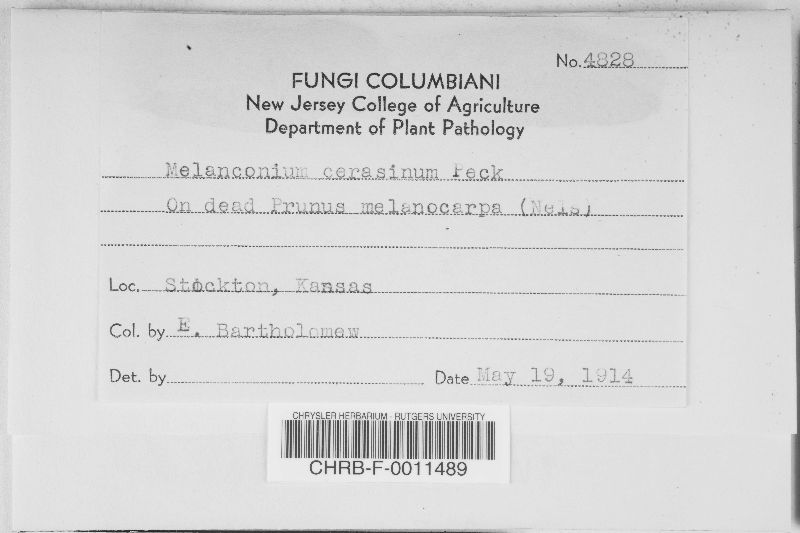 No. 4828
FUNGI COLUMBIANI
New Jersey College of Agriculture
Department of Plant Pathology
Melanconium cerasinum Peck
On dead Prunus melanocarpa (Nels)
Loc. Stockton, Kansas
Col. by E. Bartholomew
Det. by
Date May 19, 1914
CHRYSLER HERBARIUM - RUTGERS UNIVERSITY
CHRB-F-0011489